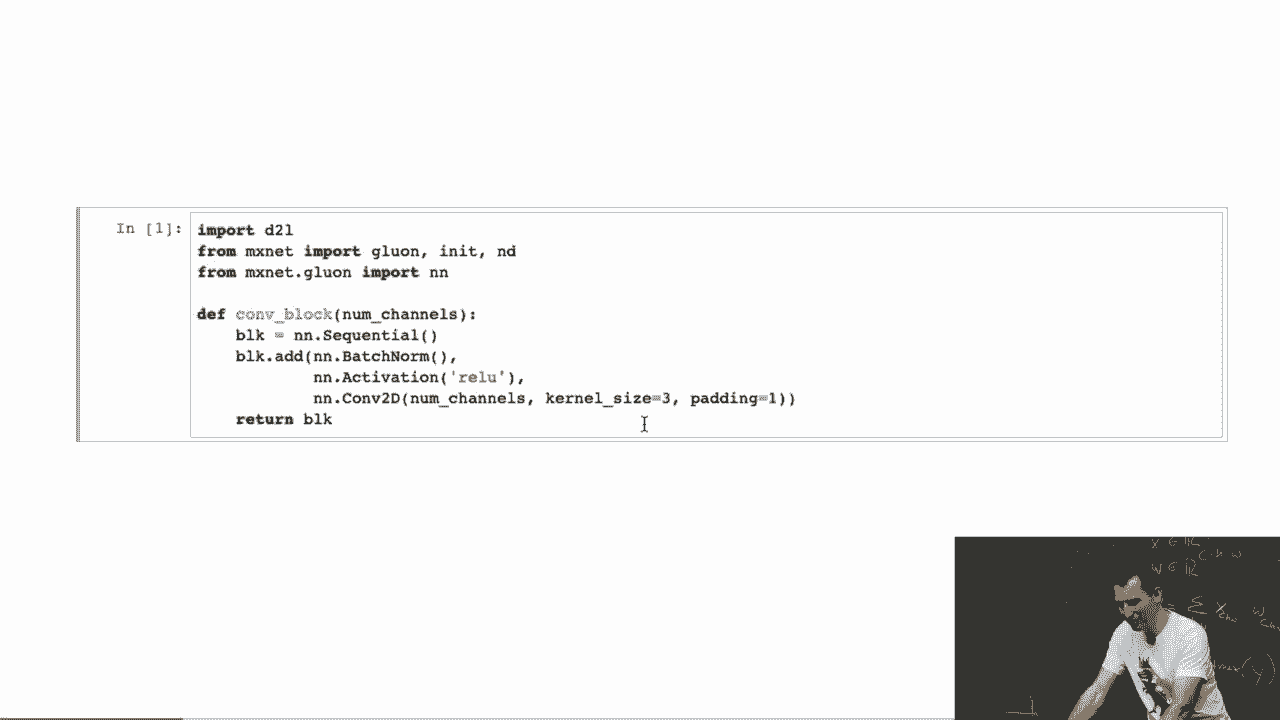 In [1]:
import d2l
from mxnet import gluon, init, nd
from mxnet.gluon import nn
def conv_block(num_channels):
    blk = nn.Sequential()
    blk.add(nn.BatchNorm(),
            nn.Activation('relu'),
            nn.Conv2D(num_channels, kernel_size=3, padding=1))
    return blk